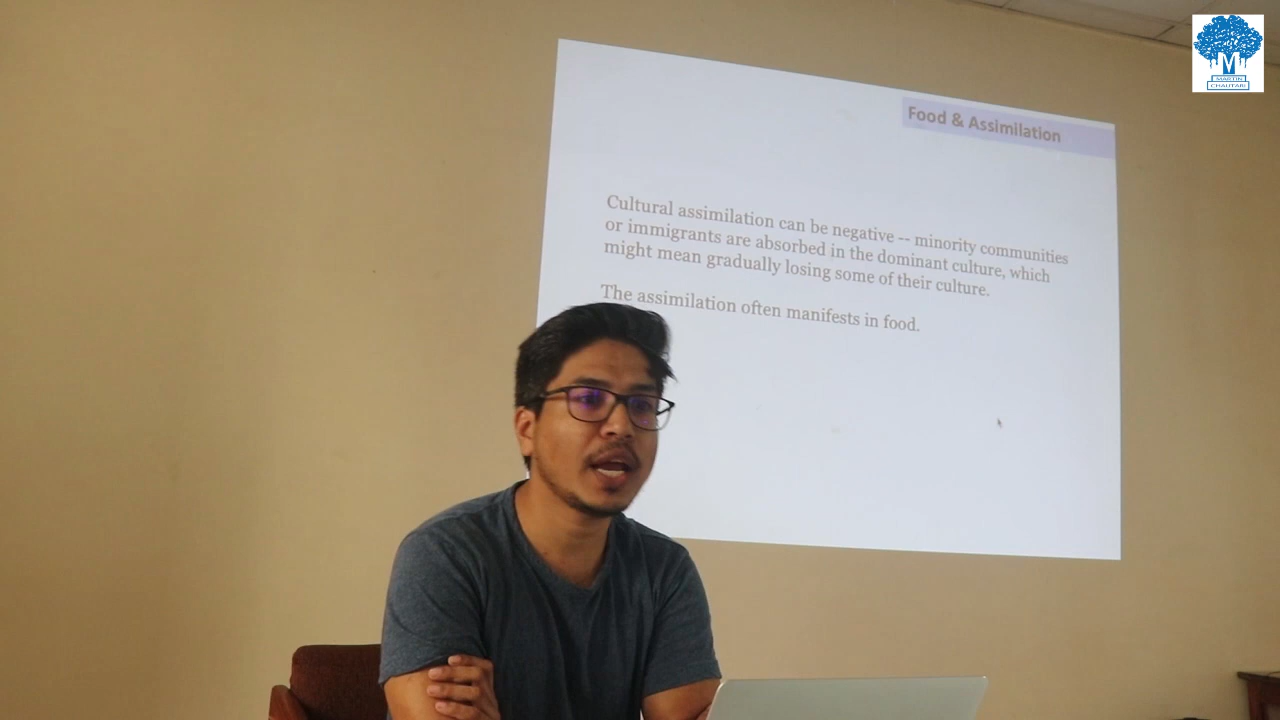 M
MARTIN
CHAUTARI
Food & Assimilation
Cultural assimilation can be negative -- minority communities
or immigrants are absorbed in the dominant culture, which
might mean gradually losing some of their culture.
The assimilation often manifests in food.